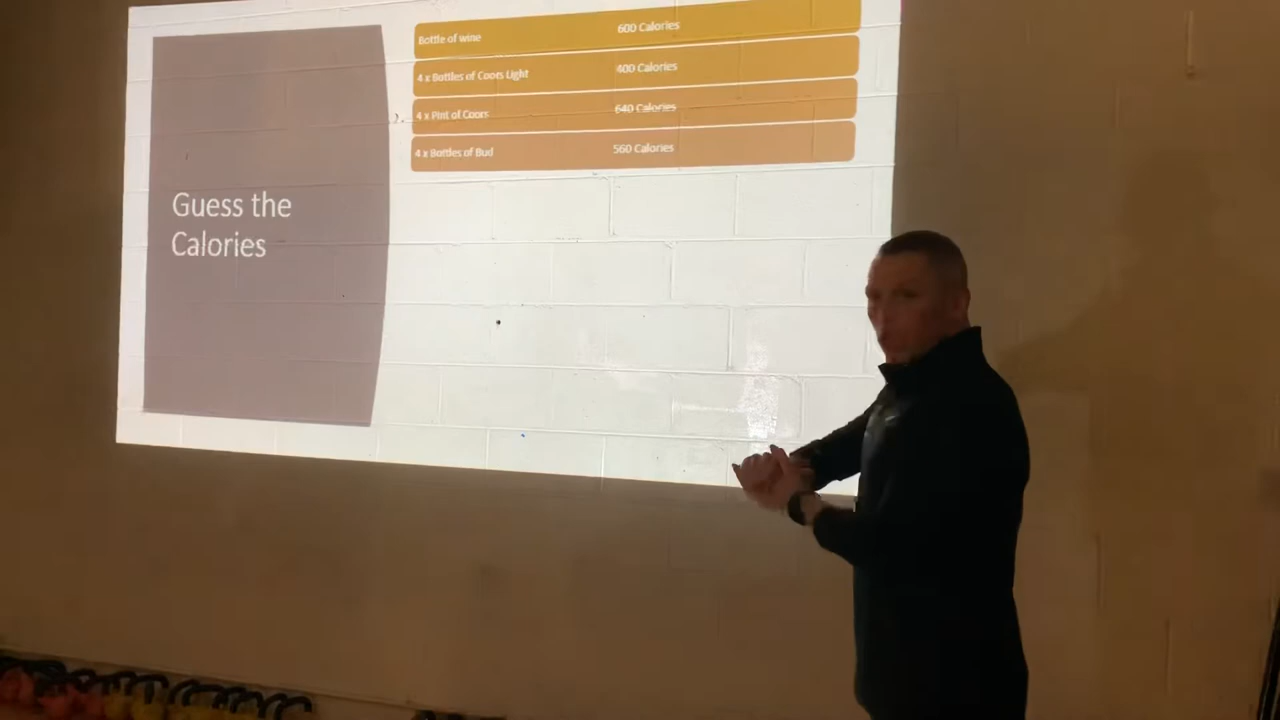 Guess the
Calories
Bottle of wine 600 Calories
4 x Bottles of Coors Light 400 Calories
4 x Pint of Coors 640 Calories
4 x Bottles of Bud 560 Calories